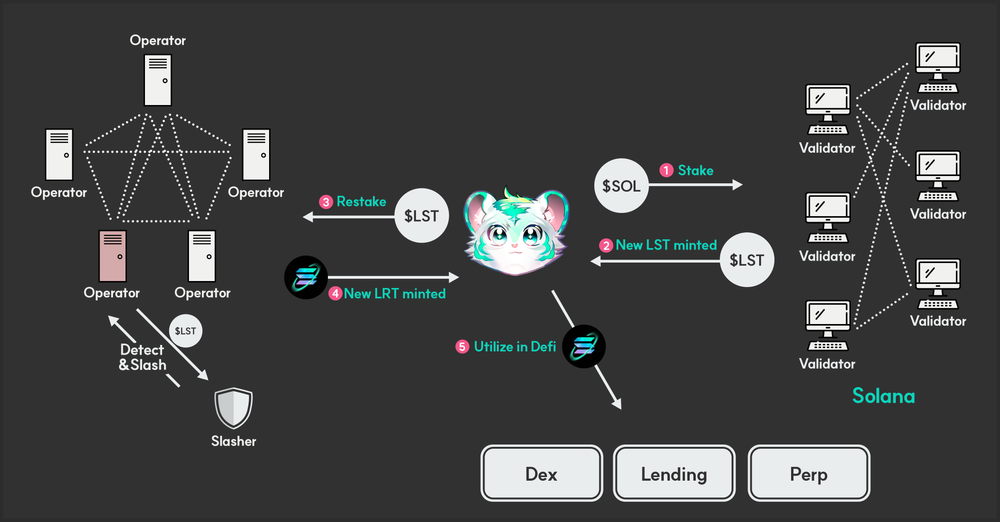 Operator
Operator
Operator
Operator
Operator
$LST
Detect
&Slash
Slasher
3 Restake
$LST
4 New LRT minted
$SOL
1 Stake
2 New LST minted
$LST
5 Utilize in Defi
Dex
Lending
Perp
Validator
Validator
Validator
Validator
Validator
Validator
Solana